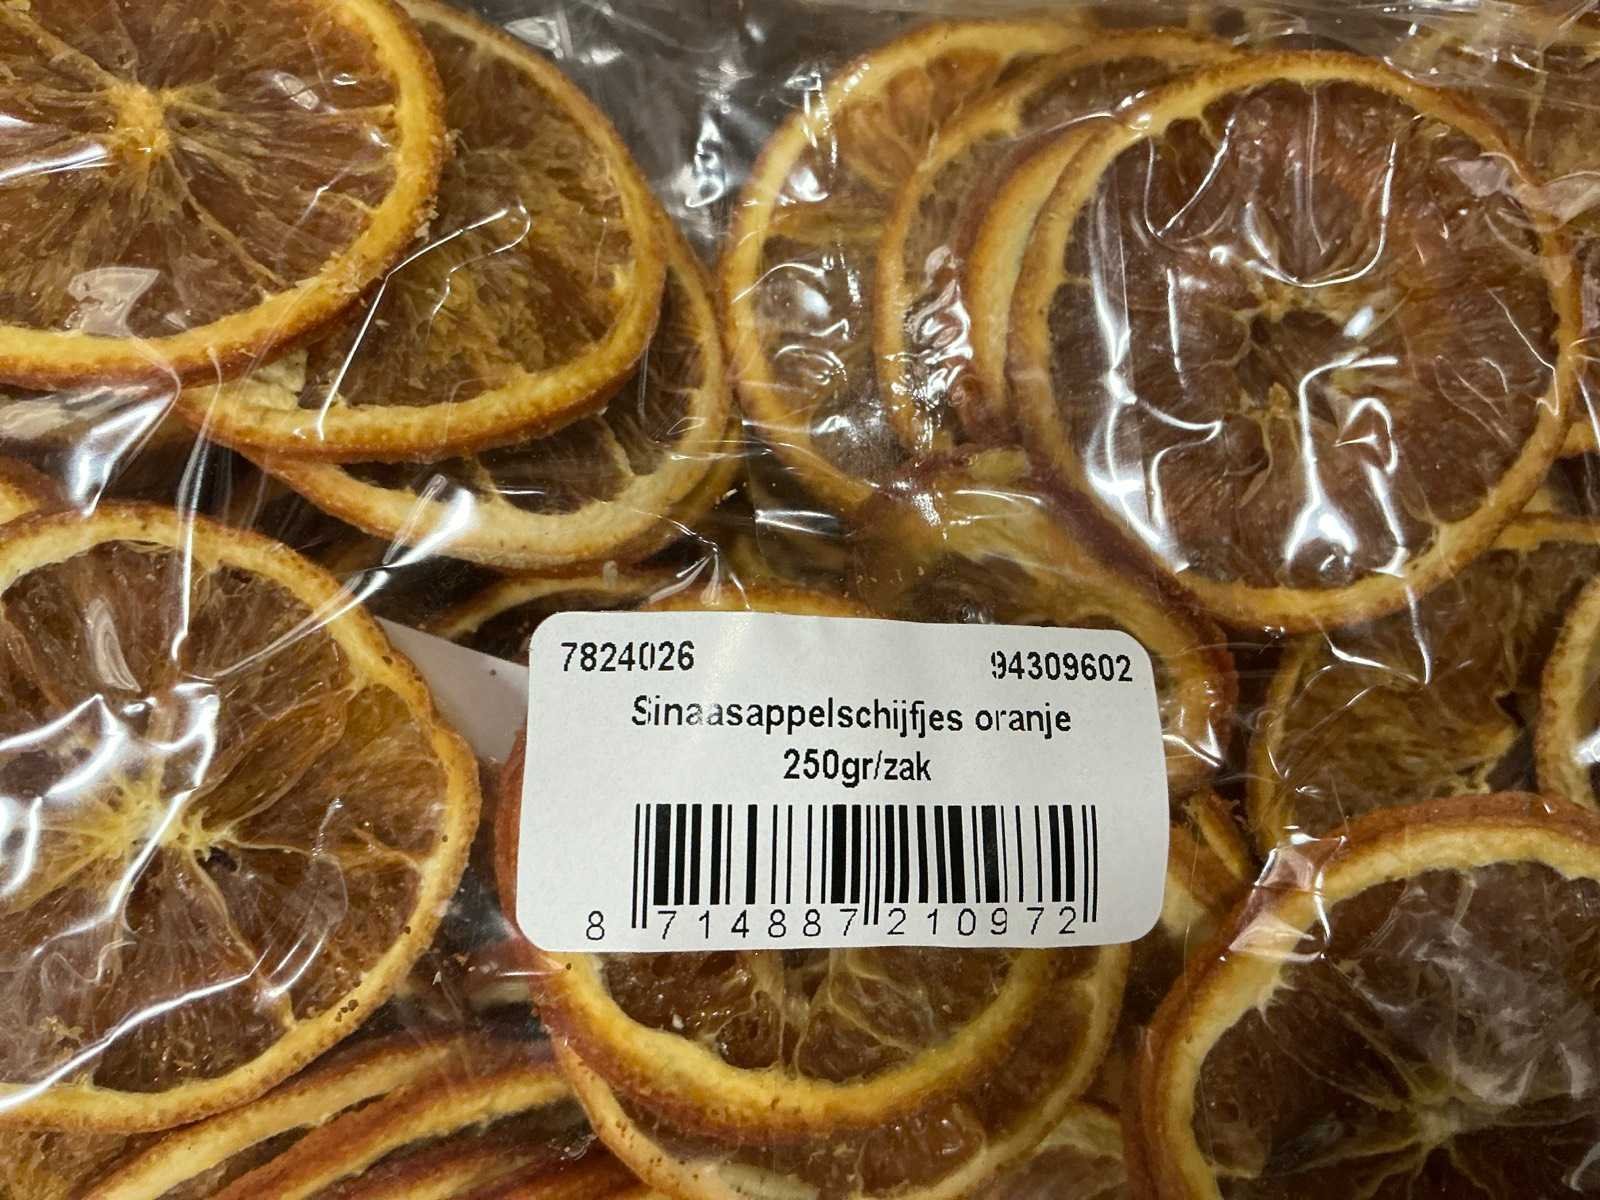 7824026 94309602
Sinaasappelschijfjes oranje
250gr/zak
8 714887 210972